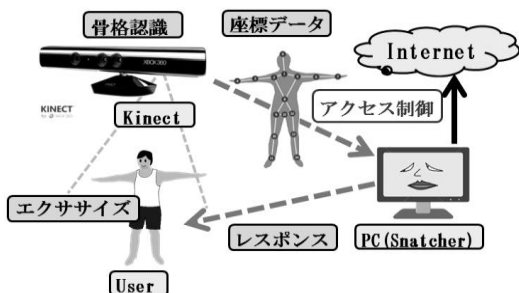 骨格認識
座標データ
Internet
XBOX 360
KINECT
Kinect
アクセス制御
エクササイズ
レスポンス
PC(Snatcher)
User